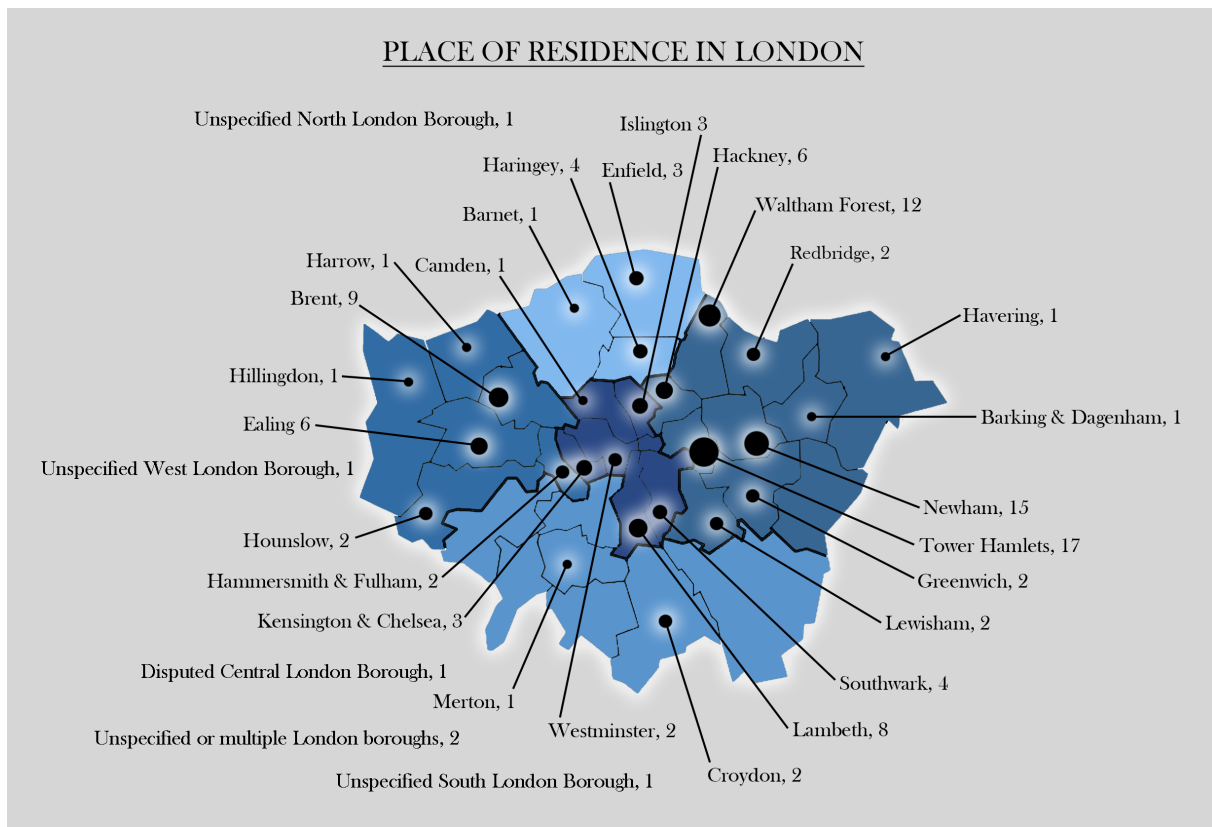 PLACE OF RESIDENCE IN LONDON
Unspecified North London Borough, 1
Islington 3
Hackney, 6
Haringey, 4
Enfield, 3
Waltham Forest, 12
Barnet, 1
Redbridge, 2
Harrow, 1
Camden, 1
Brent, 9
Havering, 1
Hillingdon, 1
Barking & Dagenham, 1
Ealing 6
Unspecified West London Borough, 1
Newham, 15
Hounslow, 2
Tower Hamlets, 17
Hammersmith & Fulham, 2
Greenwich, 2
Kensington & Chelsea, 3
Lewisham, 2
Disputed Central London Borough, 1
Southwark, 4
Merton, 1
Westminster, 2
Lambeth, 8
Unspecified or multiple London boroughs, 2
Croydon, 2
Unspecified South London Borough, 1